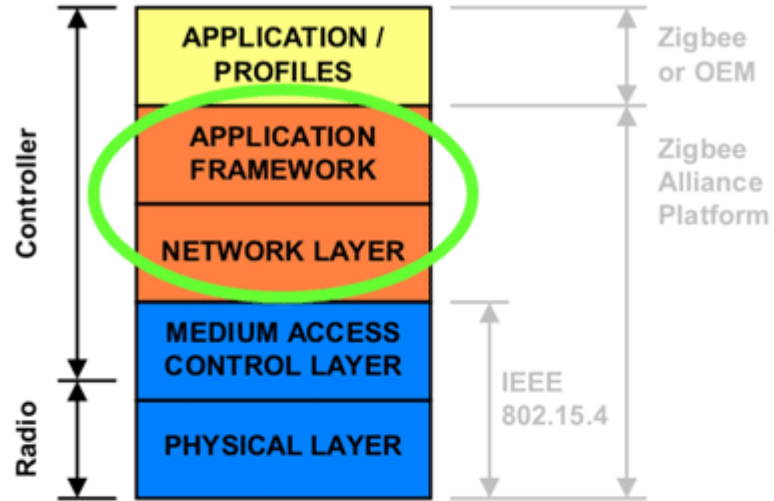 Controller
Radio
APPLICATION /
PROFILES
APPLICATION
FRAMEWORK
NETWORK LAYER
MEDIUM ACCESS
CONTROL LAYER
PHYSICAL LAYER
Zigbee
or OEM
Zigbee
Alliance
Platform
IEEE
802.15.4